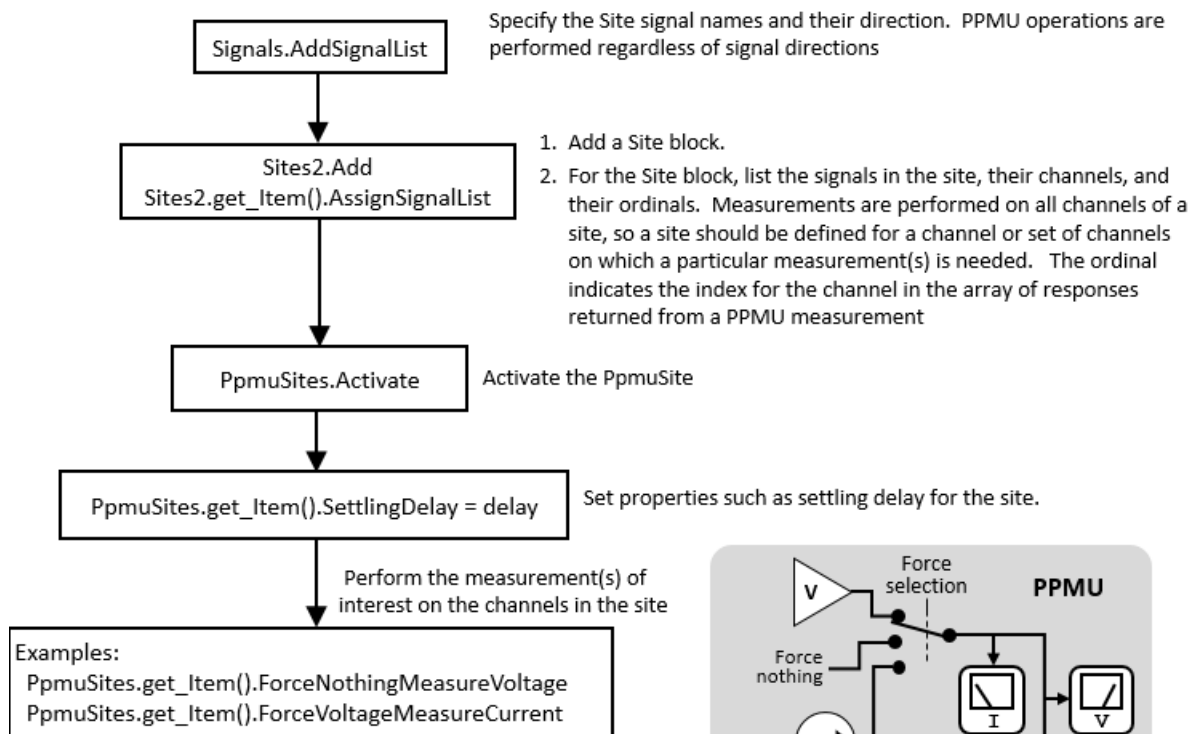 Signals.AddSignalList
Specify the Site signal names and their direction.  PPMU operations are
performed regardless of signal directions
Sites2.Add
Sites2.get_Item().AssignSignalList
1. Add a Site block.
2. For the Site block, list the signals in the site, their channels, and
their ordinals.  Measurements are performed on all channels of a
site, so a site should be defined for a channel or set of channels
on which a particular measurement(s) is needed.   The ordinal
indicates the index for the channel in the array of responses
returned from a PPMU measurement
PpmuSites.Activate
Activate the PpmuSite
PpmuSites.get_Item().SettlingDelay = delay
Set properties such as settling delay for the site.
Perform the measurement(s) of
interest on the channels in the site
Examples:
PpmuSites.get_Item().ForceNothingMeasureVoltage
PpmuSites.get_Item().ForceVoltageMeasureCurrent
Force
selection
PPMU
V
Force
nothing
I
V